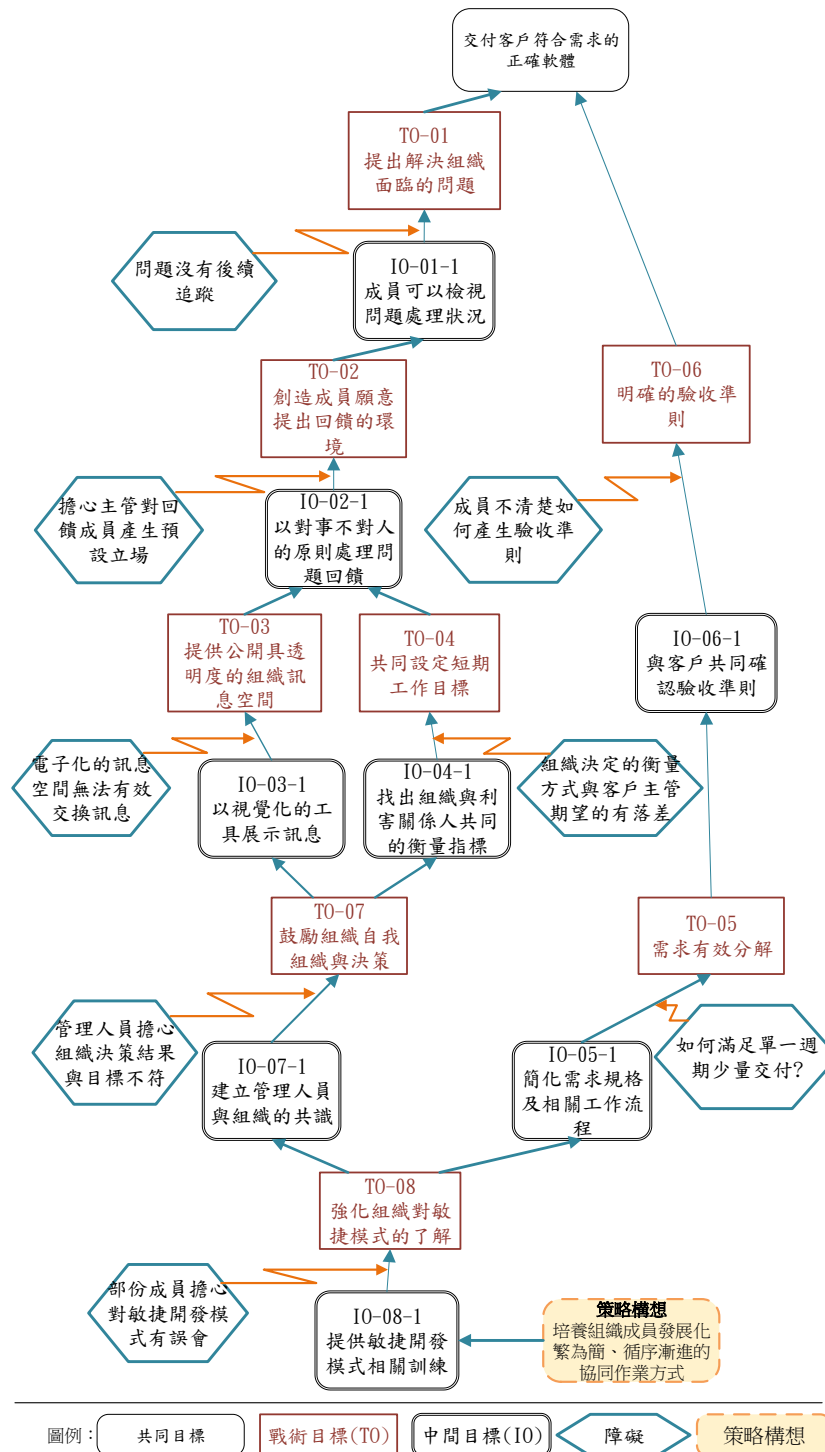 交付客戶符合需求的
正確軟體
TO-01
提出解決組織
面臨的問題
問題沒有後續
追蹤
IO-01-1
成員可以檢視
問題處理狀況
TO-02
創造成員願意
提出回饋的環
境
TO-06
明確的驗收準
則
擔心主管對回
饋成員產生預
設立場
IO-02-1
以對事不對人
的原則處理問
題回饋
成員不清楚如
何產生驗收準
則
TO-03
提供公開具透
明度的組織訊
息空間
TO-04
共同設定短期
工作目標
IO-06-1
與客戶共同確
認驗收準則
電子化的訊息
空間無法有效
交換訊息
IO-03-1
以視覺化的工
具展示訊息
IO-04-1
找出組織與利
害關係人共同
的衡量指標
組織決定的衡量
方式與客戶主管
期望的有落差
TO-07
鼓勵組織自我
組織與決策
TO-05
需求有效分解
管理人員擔心
組織決策結果
與目標不符
IO-07-1
建立管理人員
與組織的共識
IO-05-1
簡化需求規格
及相關工作流
程
如何滿足單一週
期少量交付?
TO-08
強化組織對敏
捷模式的了解
部份成員擔心
對敏捷開發模
式有誤會
IO-08-1
提供敏捷開發
模式相關訓練
策略構想
培養組織成員發展化
繁為簡、循序漸進的
協同作業方式
圖例：
共同目標
戰術目標(TO)
中間目標(IO)
障礙
策略構想